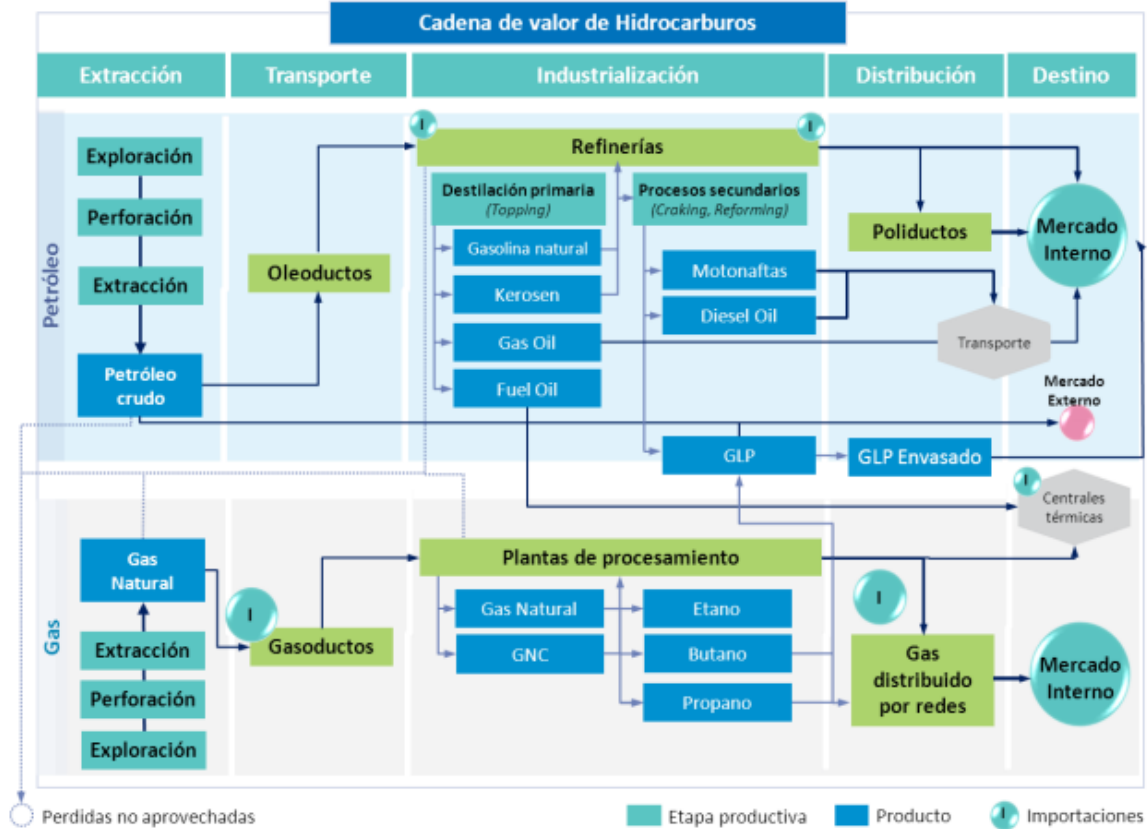 Cadena de valor de Hidrocarburos
Extracción
Transporte
Industrialización
Distribución
Destino
Petróleo
Exploración
Perforación
Extracción
Petróleo
crudo
Oleoductos
I
I
Refinerías
Destilación primaria
(Topping)
Gasolina natural
Kerosen
Gas Oil
Fuel Oil
Procesos secundarios
(Craking, Reforming)
Motonaftas
Diesel Oil
GLP
Poliductos
Transporte
GLP Envasado
Mercado
Interno
Mercado
Externo
I
Centrales
térmicas
Gas
Gas
Natural
Extracción
Perforación
Exploración
I
Gasoductos
Plantas de procesamiento
Gas Natural
GNC
Etano
Butano
Propano
I
Gas
distribuido
por redes
Mercado
Interno
Perdidas no aprovechadas
Etapa productiva
Producto
I
Importaciones